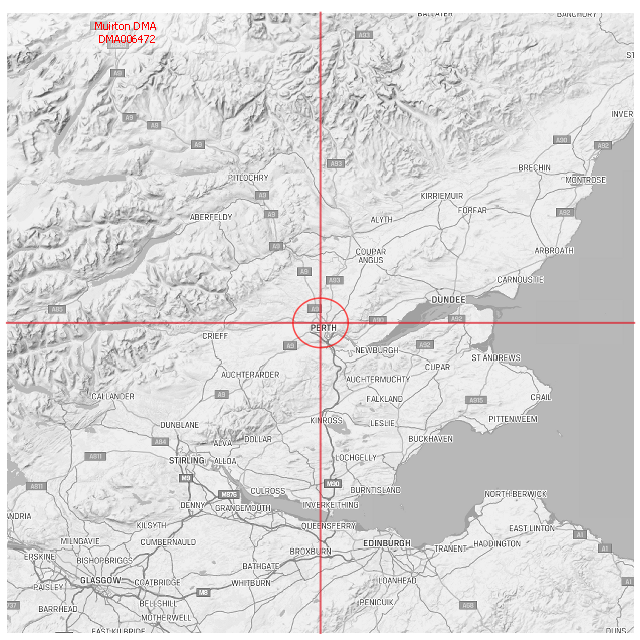 BALLATER
BANCHORY
Muirton DMA
DMA006472
A93
ST
A9
INVER
A9
A9
A9
A90
A92
A93
BRECHIN
MONTROSE
PITLOCHRY
A9
KIRRIEMUIR
FORFAR
A92
ABERFELDY
A9
ALYTH
A9
COUPAR
ANGUS
ARBROATH
A9
A93
CARNOUSTIE
DUNDEE
A85
A9
PERTH
A90
A92
CRIEFF
A9
NEWBURGH
A92
ST ANDREWS
AUCHTERARDER
AUCHTERMUCHTY
CUPAR
CALLANDER
A9
FALKLAND
A915
CRAIL
DUNBLANE
KINROSS
LESLIE
PITTENWEEM
A84
ALVA
DOLLAR
BUCKHAVEN
A811
STIRLING
ALLOA
LOCHGELLY
M9
M90
A811
M876
CULROSS
BURNTISLAND
NORTH BERWICK
DENNY
GRANGEMOUTH
INVERKEITHING
ANDRIA
KILSYTH
QUEENSFERRY
EAST LINTON
A1
MILNGAVIE
CUMBERNAULD
EDINBURGH
HADDINGTON
TRANENT
A1
ERSKINE
BISHOPBRIGGS
BROXBURN
BATHGATE
GLASGOW
COATBRIDGE
WHITBURN
LOANHEAD
A1
PAISLEY
M8
BARRHEAD
BELLSHILL
PENICUIK
A68
737
MOTHERWELL
EAST KILBRIDE
DUNS